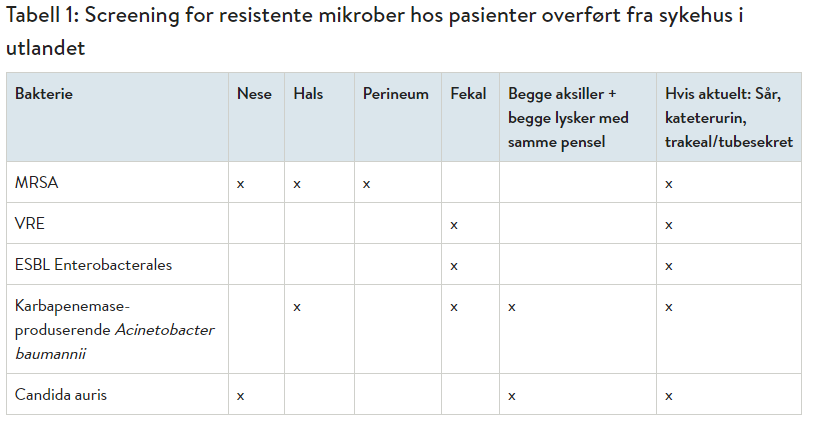 Tabell 1: Screening for resistente mikrober hos pasienter overført fra sykehus i
utlandet
Bakterie Nese Hals Perineum Fekal Begge aksiller + begge lysker med samme pensel Hvis aktuelt: Sår, kateterurin, trakeal/tubesekret
MRSA x x x x
VRE x x
ESBL Enterobacterales x x
Karbapenemase-produserende Acinetobacter baumannii x x x x
Candida auris x x x